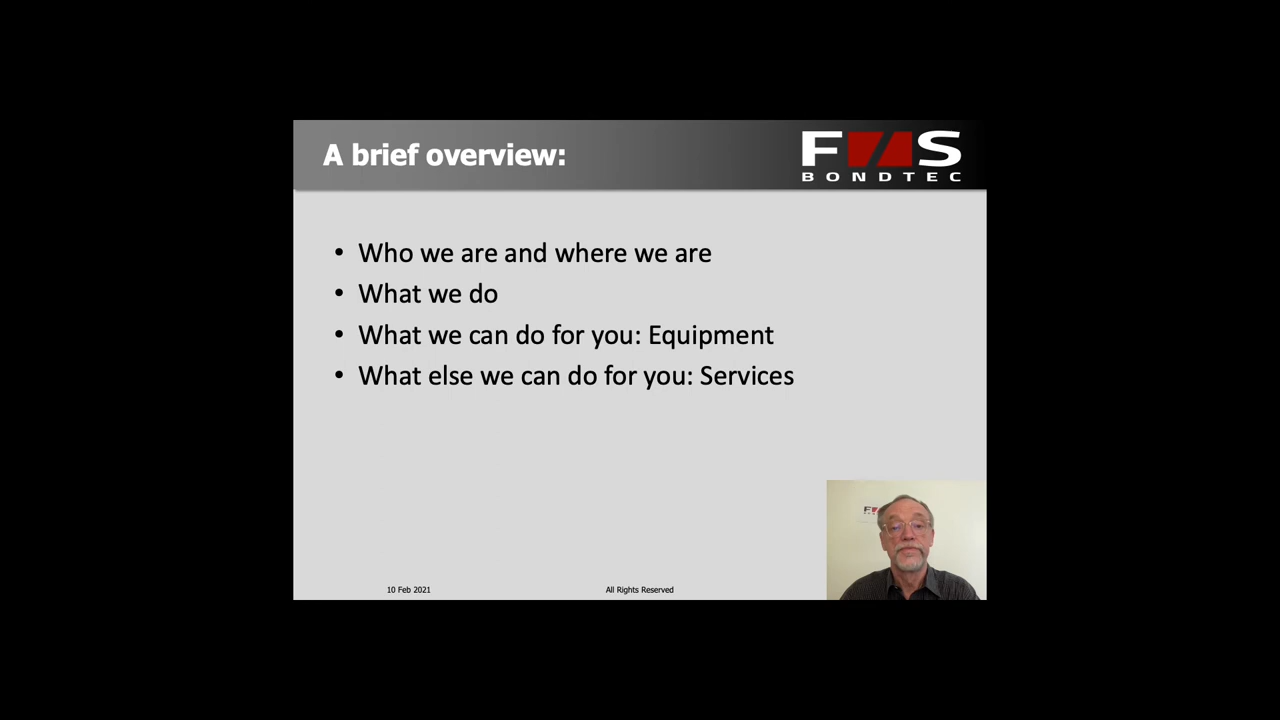 A brief overview:
F S
BONDTEC
• Who we are and where we are
• What we do
• What we can do for you: Equipment
• What else we can do for you: Services
10 Feb 2021
All Rights Reserved